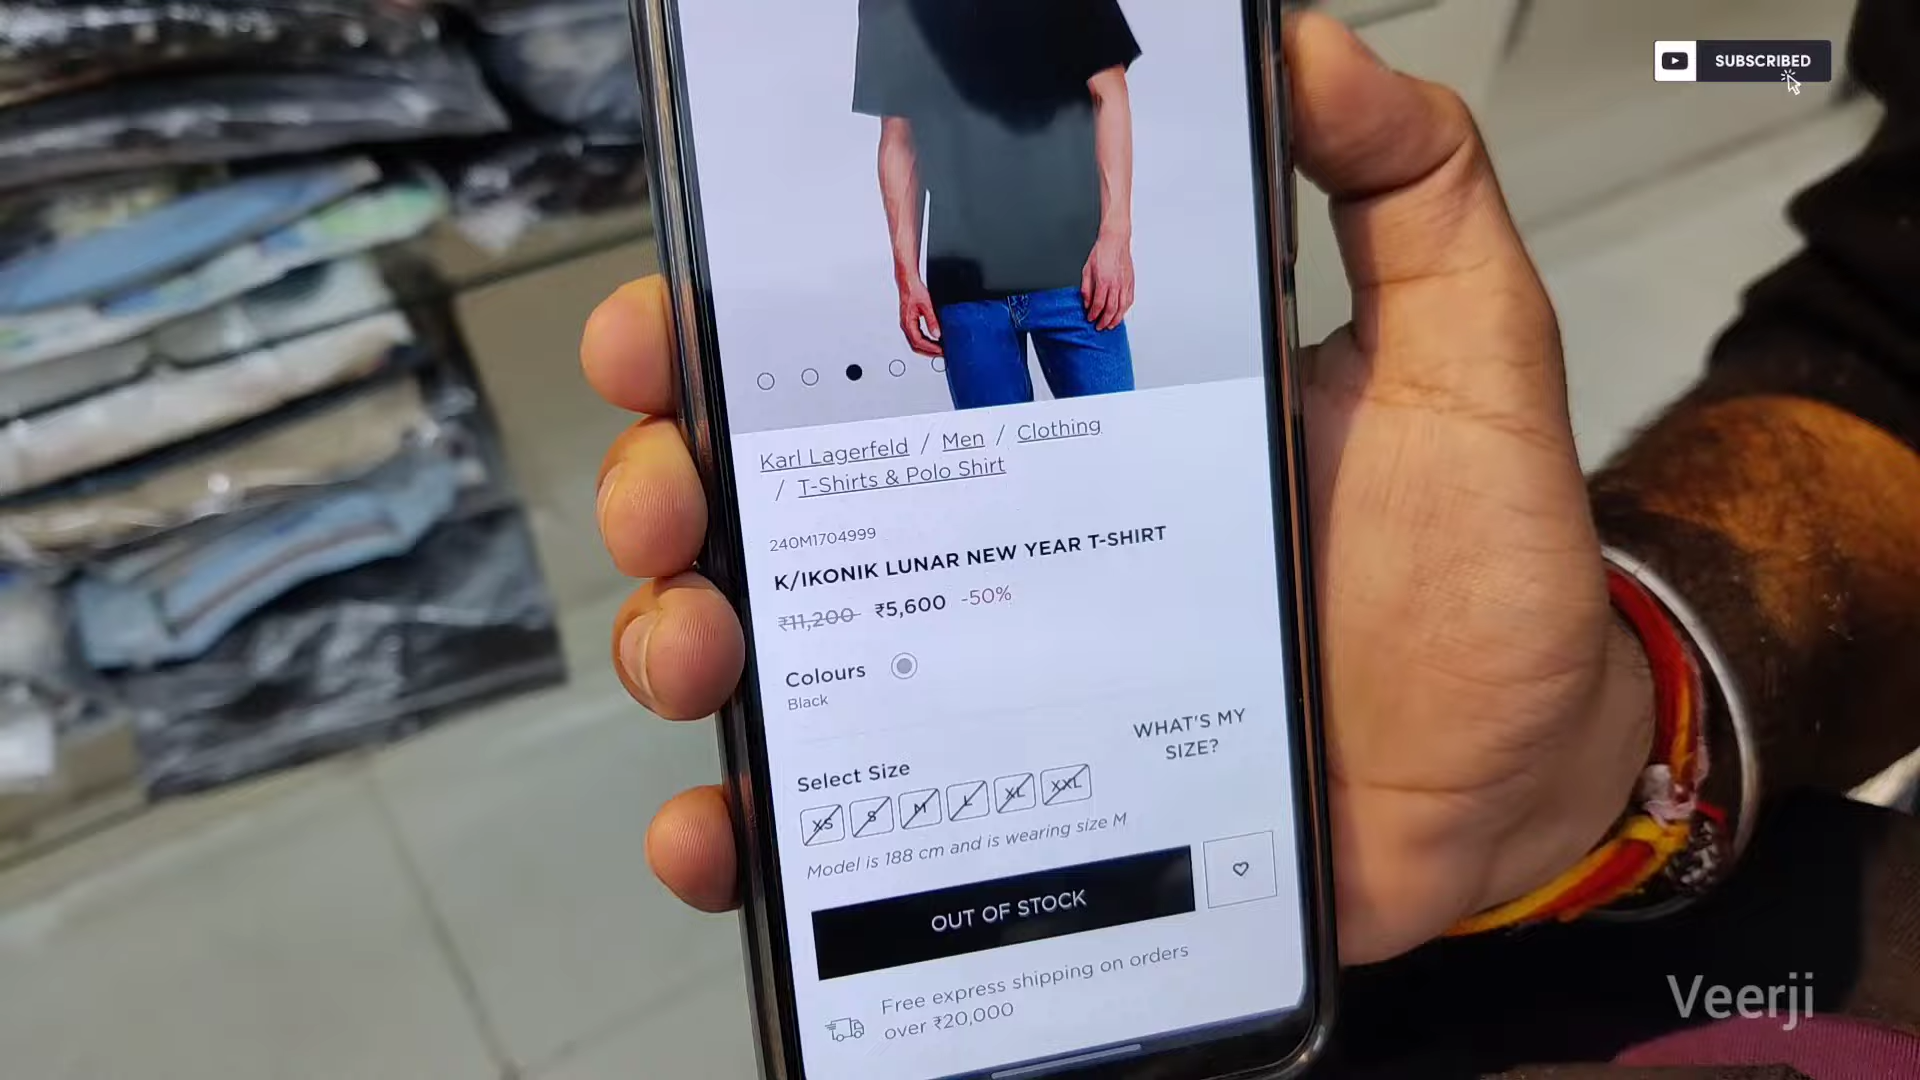 SUBSCRIBED
Karl Lagerfeld / Men / Clothing
/ T-Shirts & Polo Shirt
240M1704999
K/IKONIK LUNAR NEW YEAR T-SHIRT
₹11,200 ₹5,600 -50%
Colours
Black
WHAT'S MY
SIZE?
Select Size
XS S M L XL XXL
Model is 188 cm and is wearing size M
OUT OF STOCK
Free express shipping on orders
over ₹20,000
Veerji